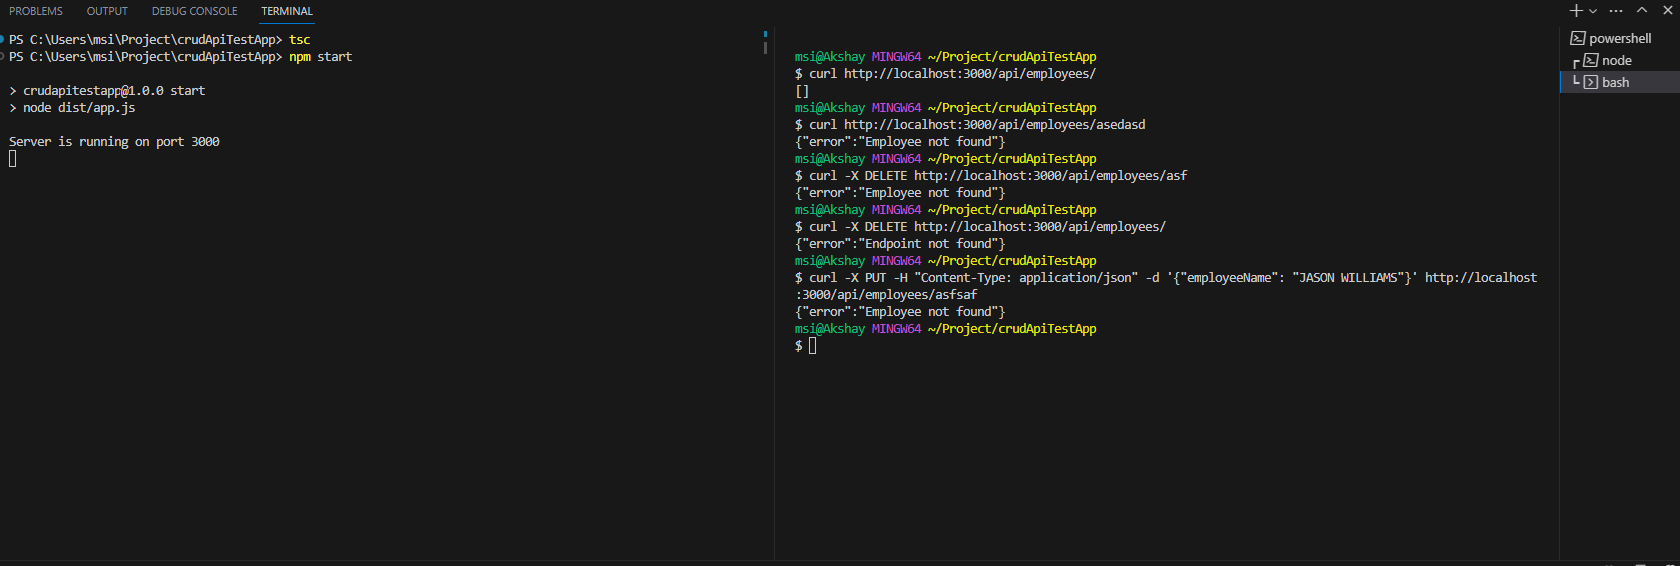 PROBLEMS OUTPUT DEBUG CONSOLE TERMINAL
PS C:\Users\msi\Project\crudApiTestApp> tsc
PS C:\Users\msi\Project\crudApiTestApp> npm start
> crudapitestapp@1.0.0 start
> node dist/app.js
Server is running on port 3000
msi@Akshay MINGW64 ~/Project/crudApiTestApp
$ curl http://localhost:3000/api/employees/
[]
msi@Akshay MINGW64 ~/Project/crudApiTestApp
$ curl http://localhost:3000/api/employees/asedasd
{"error":"Employee not found"}
msi@Akshay MINGW64 ~/Project/crudApiTestApp
$ curl -X DELETE http://localhost:3000/api/employees/asf
{"error":"Employee not found"}
msi@Akshay MINGW64 ~/Project/crudApiTestApp
$ curl -X DELETE http://localhost:3000/api/employees/
{"error":"Endpoint not found"}
msi@Akshay MINGW64 ~/Project/crudApiTestApp
$ curl -X PUT -H "Content-Type: application/json" -d '{"employeeName": "JASON WILLIAMS"}' http://localhost
:3000/api/employees/asfsaf
{"error":"Employee not found"}
msi@Akshay MINGW64 ~/Project/crudApiTestApp
$
powershell
node
bash